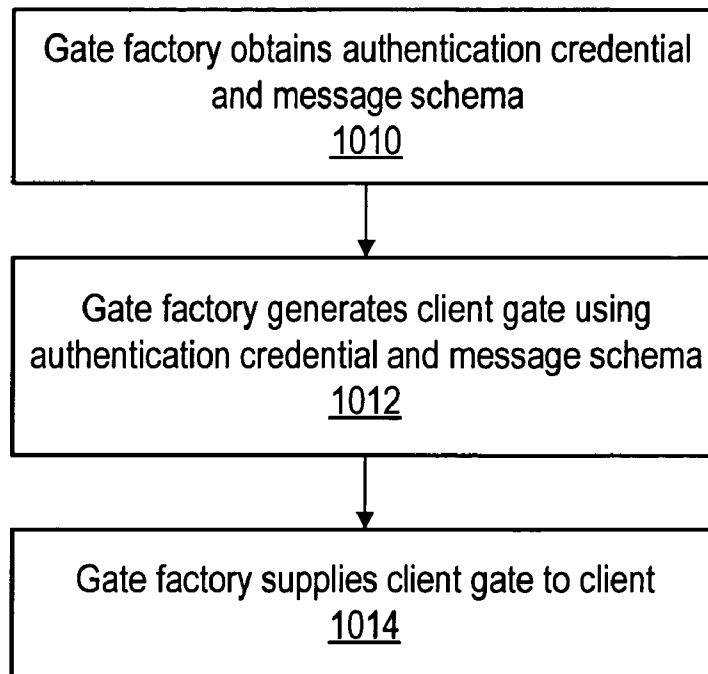 Gate factory obtains authentication credential
and message schema
1010
Gate factory generates client gate using
authentication credential and message schema
1012
Gate factory supplies client gate to client
1014